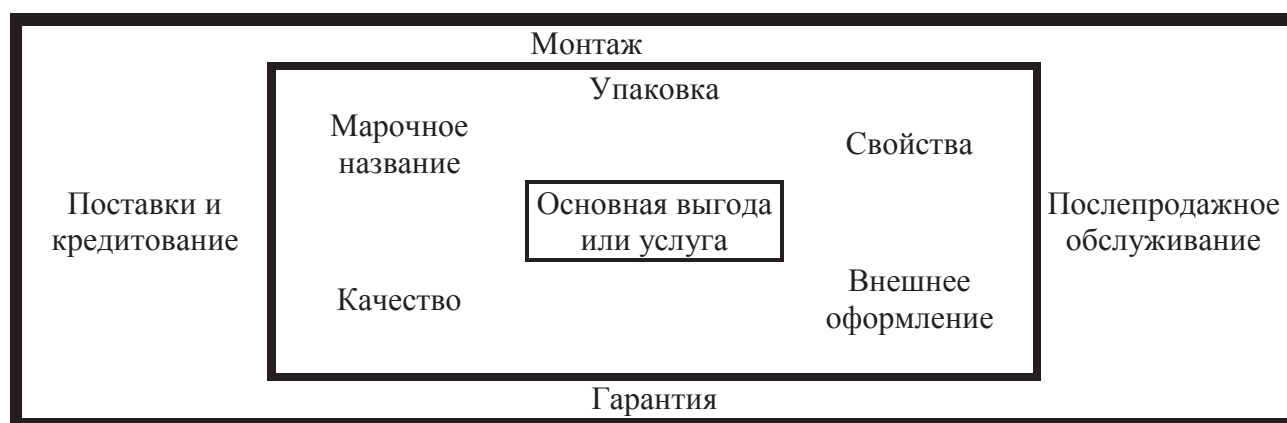 Монтаж
Упаковка
Марочное
название
Свойства
Поставки и
кредитование
Основная выгода
или услуга
Послепродажное
обслуживание
Качество
Внешнее
оформление
Гарантия